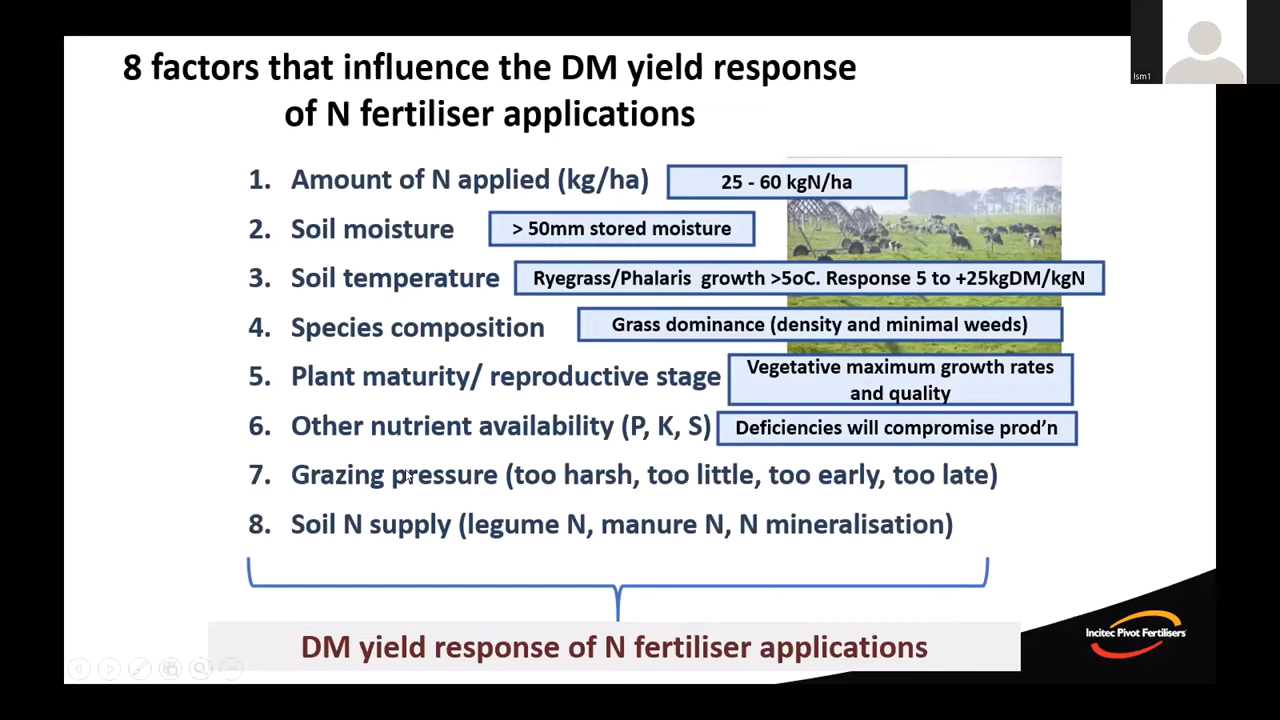 8 factors that influence the DM yield response
of N fertiliser applications
lsm1
1. Amount of N applied (kg/ha)
25 - 60 kgN/ha
2. Soil moisture
> 50mm stored moisture
3. Soil temperature
Ryegrass/Phalaris growth >5oC. Response 5 to +25kgDM/kgN
4. Species composition
Grass dominance (density and minimal weeds)
5. Plant maturity/ reproductive stage
Vegetative maximum growth rates
and quality
6. Other nutrient availability (P, K, S)
Deficiencies will compromise prod’n
7. Grazing pressure (too harsh, too little, too early, too late)
8. Soil N supply (legume N, manure N, N mineralisation)
DM yield response of N fertiliser applications
Incitec Pivot Fertilisers